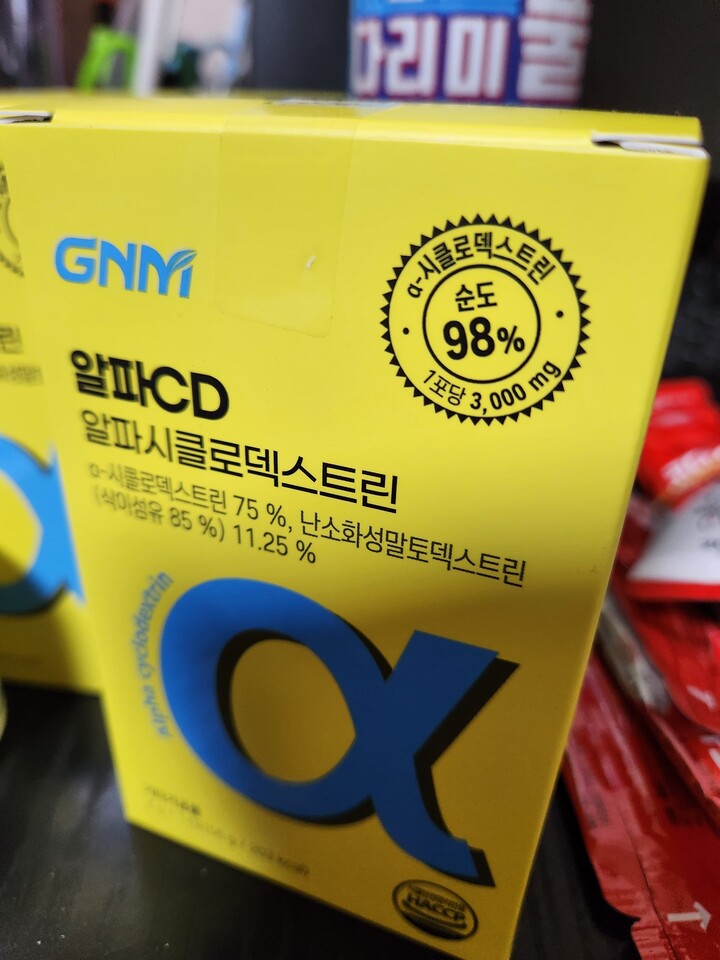 다리미꿀
GNM
α-시클로덱스트린
순도
98%
1포당 3,000 mg
알파CD
알파시클로덱스트린
α-시클로덱스트린 75 %, 난소화성말토덱스트린
(식이섬유 85 %) 11.25 %
Alpha cyclodextrin
HACCP